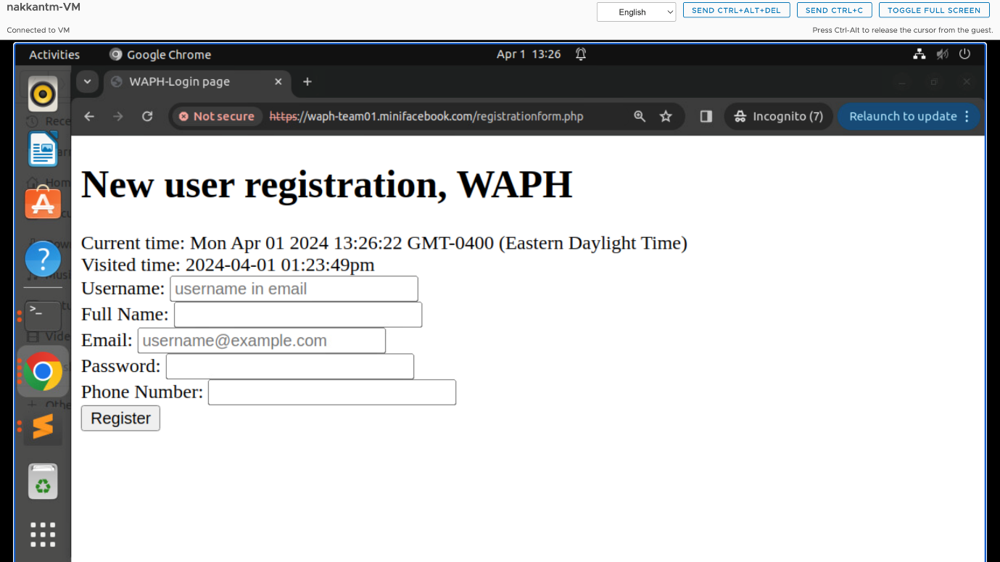 nakkantm-VM
English
SEND CTRL+ALT+DEL
SEND CTRL+C
TOGGLE FULL SCREEN
Connected to VM
Press Ctrl-Alt to release the cursor from the guest.
Activities
Google Chrome
Apr 1 13:26
WAPH-Login page
Not secure
https://waph-team01.minifacebook.com/registrationform.php
Incognito (7)
Relaunch to update
Rece
Hom
New user registration, WAPH
Current time: Mon Apr 01 2024 13:26:22 GMT-0400 (Eastern Daylight Time)
Visited time: 2024-04-01 01:23:49pm
Username: username in email
Full Name:
Email: username@example.com
Password:
Phone Number:
Register
Vide
Othe